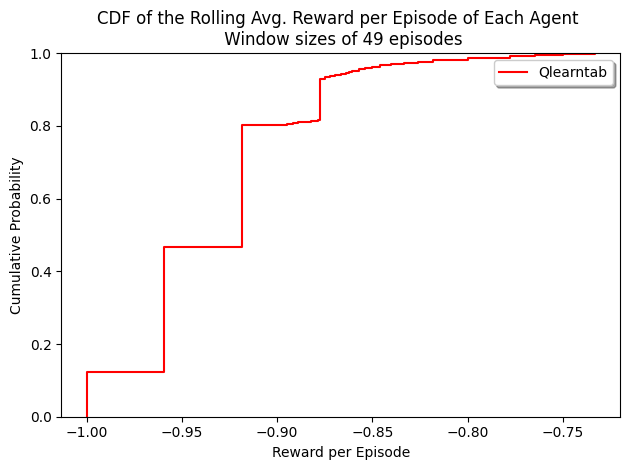 CDF of the Rolling Avg. Reward per Episode of Each Agent
Window sizes of 49 episodes
Qlearntab
Cumulative Probability
1.0
0.8
0.6
0.4
0.2
0.0
−1.00 −0.95 −0.90 −0.85 −0.80 −0.75
Reward per Episode